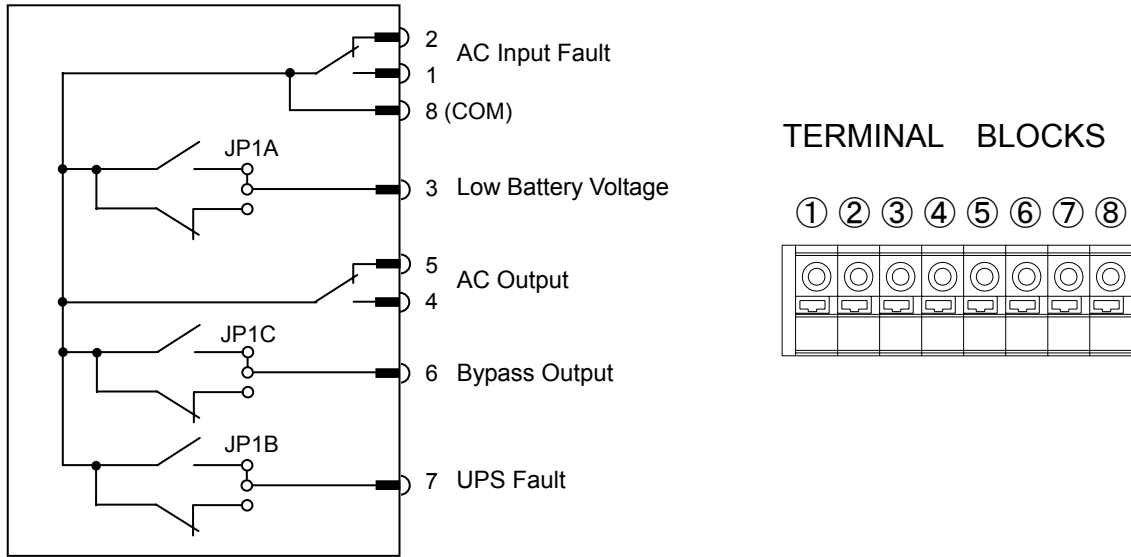 2 AC Input Fault
1
8 (COM)
JP1A
3 Low Battery Voltage
5 AC Output
4
JP1C
6 Bypass Output
JP1B
7 UPS Fault
TERMINAL BLOCKS
① ② ③ ④ ⑤ ⑥ ⑦ ⑧